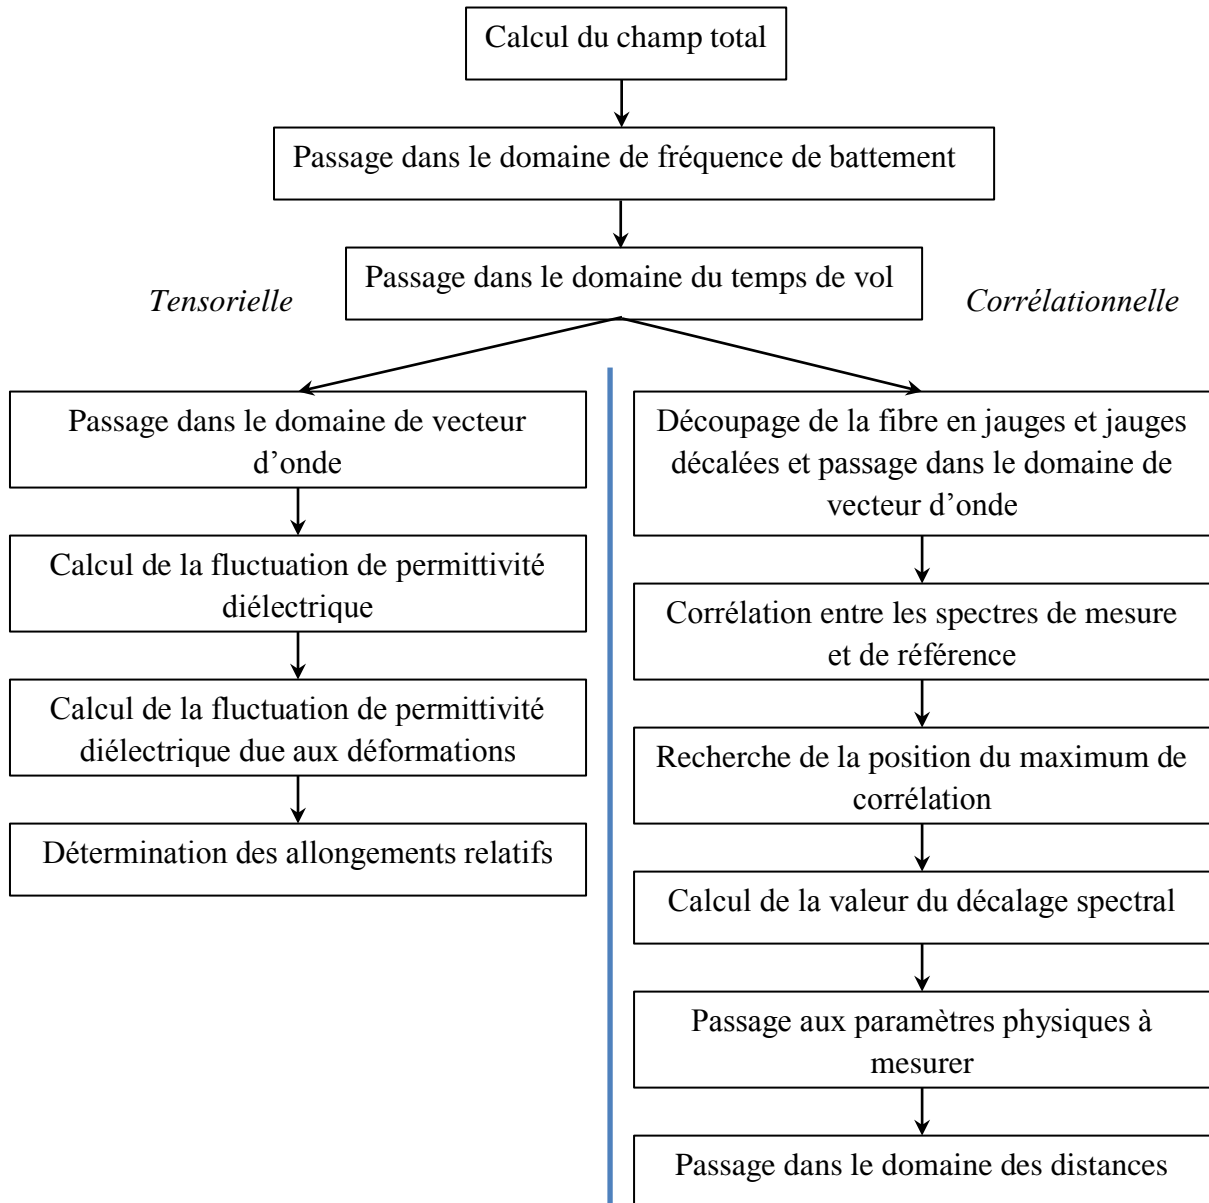 Calcul du champ total
Passage dans le domaine de fréquence de battement
Passage dans le domaine du temps de vol
Tensorielle
Corrélationnelle
Passage dans le domaine de vecteur
d’onde
Calcul de la fluctuation de permittivité
diélectrique
Calcul de la fluctuation de permittivité
diélectrique due aux déformations
Détermination des allongements relatifs
Découpage de la fibre en jauges et jauges
décalées et passage dans le domaine de
vecteur d’onde
Corrélation entre les spectres de mesure
et de référence
Recherche de la position du maximum de
corrélation
Calcul de la valeur du décalage spectral
Passage aux paramètres physiques à
mesurer
Passage dans le domaine des distances